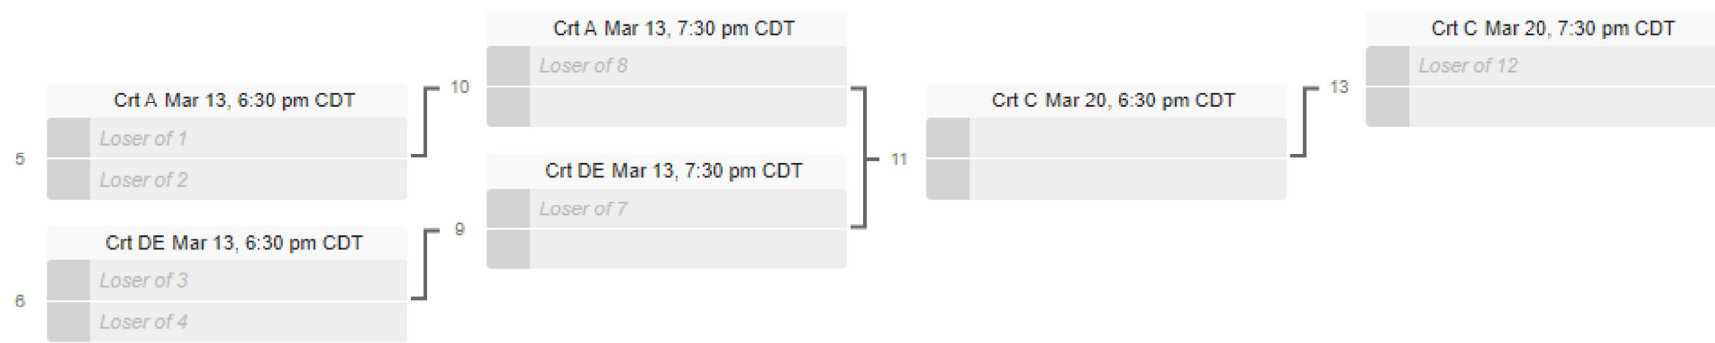 Crt A Mar 13, 6:30 pm CDT
5
Loser of 1
Loser of 2
Crt DE Mar 13, 6:30 pm CDT
6
Loser of 3
Loser of 4
Crt A Mar 13, 7:30 pm CDT
10
Loser of 8
Crt DE Mar 13, 7:30 pm CDT
9
Loser of 7
Crt C Mar 20, 6:30 pm CDT
11
Crt C Mar 20, 7:30 pm CDT
13
Loser of 12